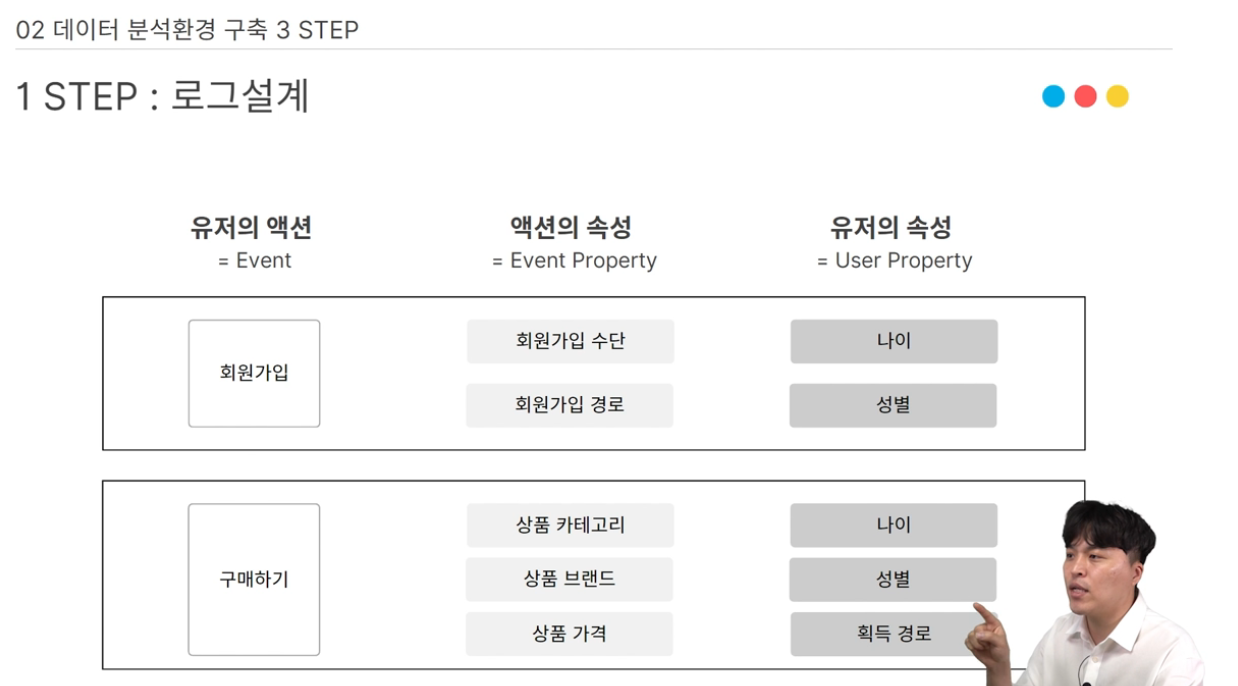 02 데이터 분석환경 구축 3 STEP
1 STEP : 로그설계
유저의 액션
= Event
액션의 속성
= Event Property
유저의 속성
= User Property
회원가입
회원가입 수단
회원가입 경로
나이
성별
구매하기
상품 카테고리
상품 브랜드
상품 가격
나이
성별
획득 경로